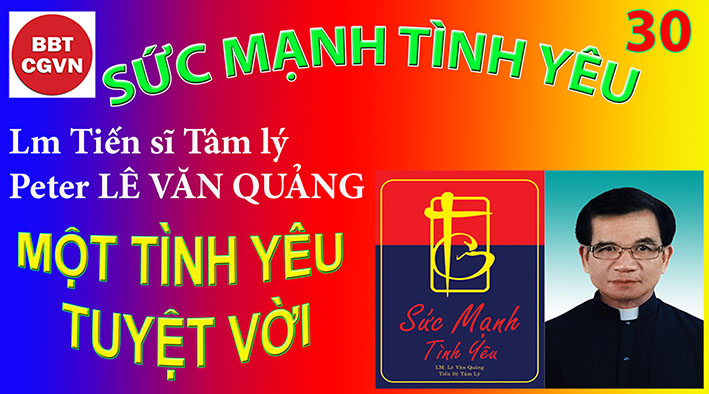 BBT
CGVN
SỨC MẠNH TÌNH YÊU
30
Lm Tiến sĩ Tâm lý
Peter LÊ VĂN QUẢNG
MỘT TÌNH YÊU
TUYỆT VỜI
Sức Mạnh
Tình Yêu
LM: Lê Văn Quảng
Tiến Sỹ Tâm Lý